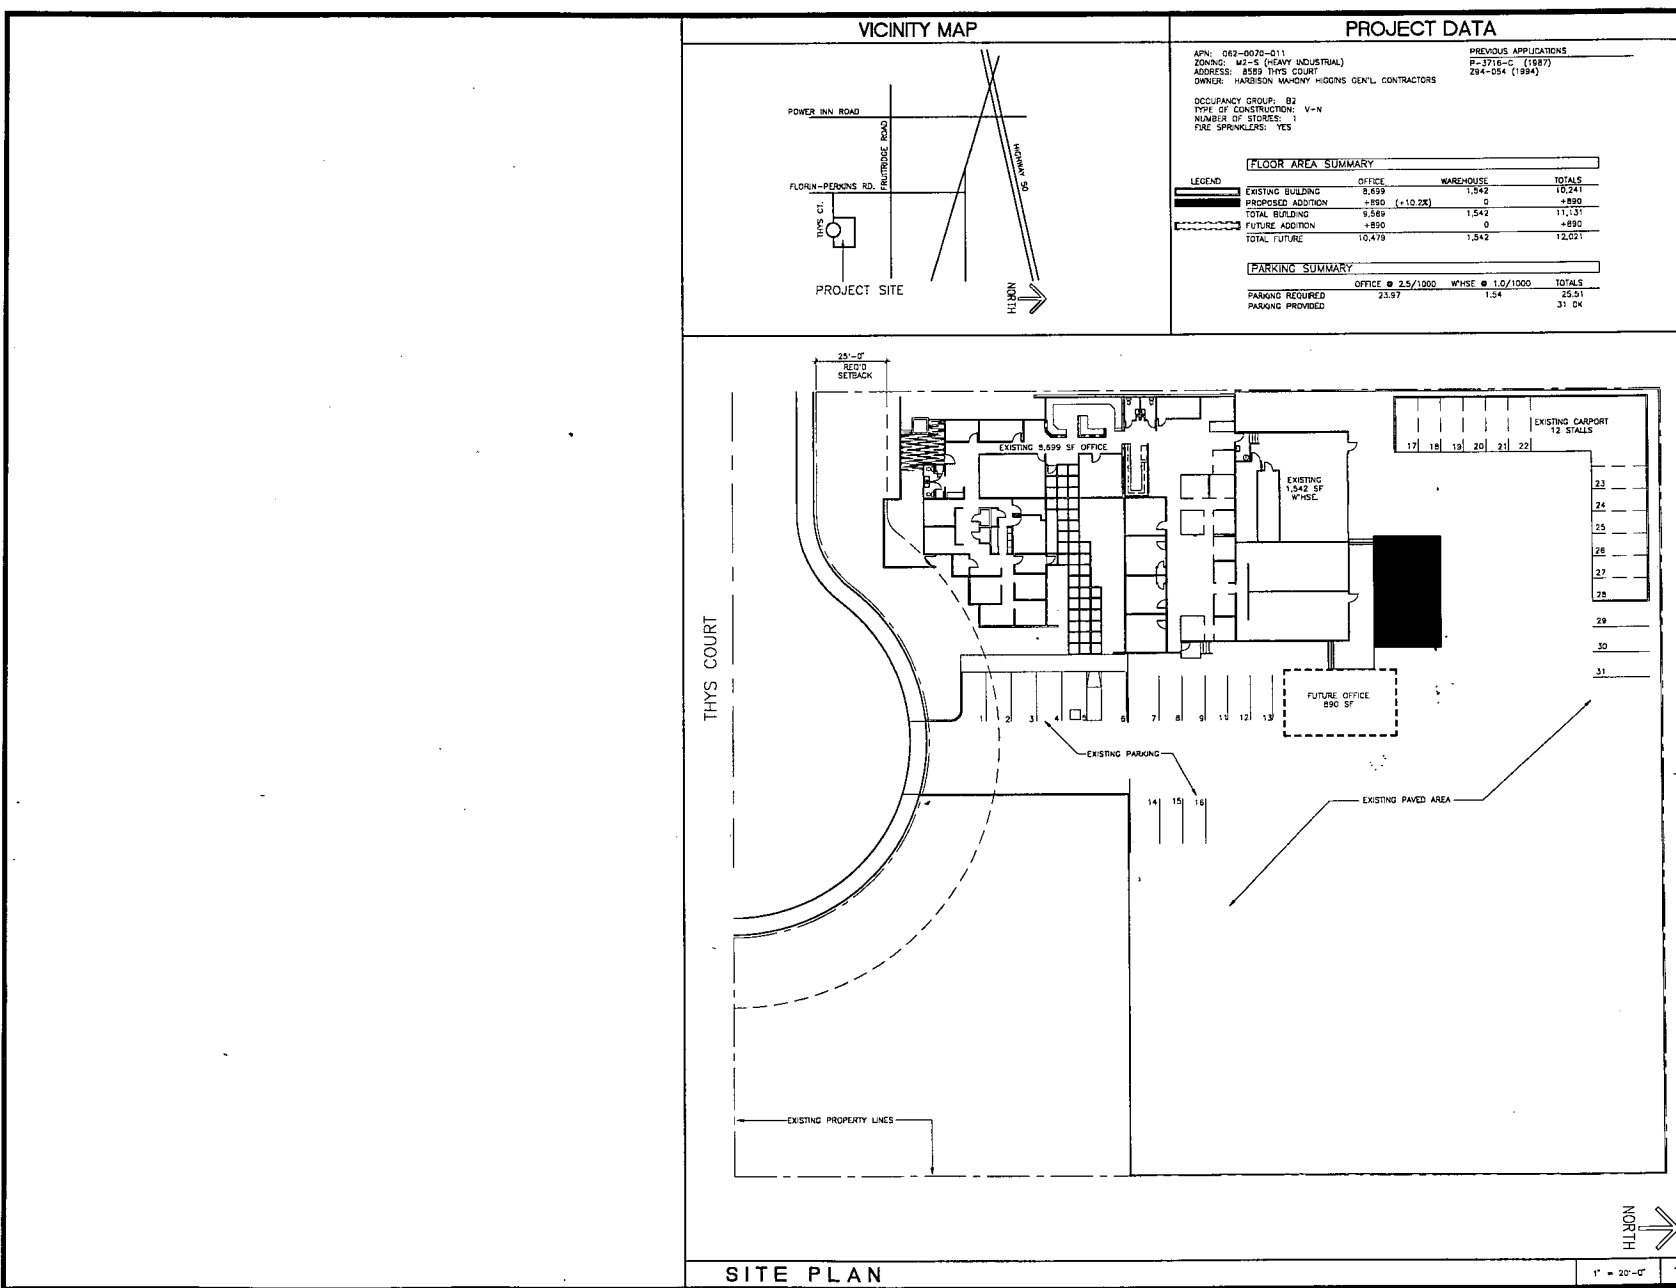 VICINITY MAP
POWER INN ROAD
FRUITRIDGE ROAD
HIGHWAY 50
FLORIN-PERKINS RD.
THYS CT.
PROJECT SITE
NORTH
PROJECT DATA
APN: 062-0070-011
ZONING: M2-S (HEAVY INDUSTRIAL)
ADDRESS: 8589 THYS COURT
OWNER: HARBISON MAHONY HIGGINS GEN'L. CONTRACTORS
PREVIOUS APPLICATIONS
P-3716-C (1987)
Z94-054 (1994)
OCCUPANCY GROUP: B2
TYPE OF CONSTRUCTION: V-N
NUMBER OF STORIES: 1
FIRE SPRINKLERS: YES
FLOOR AREA SUMMARY
LEGEND OFFICE WAREHOUSE TOTALS
EXISTING BUILDING 8,699 1,542 10,241
PROPOSED ADDITION +890 (+10.2%) 0 +890
TOTAL BUILDING 9,589 1,542 11,131
FUTURE ADDITION +890 0 +890
TOTAL FUTURE 10,479 1,542 12,021
PARKING SUMMARY
OFFICE @ 2.5/1000 W'HSE @ 1.0/1000 TOTALS
PARKING REQUIRED 23.97 1.54 25.51
PARKING PROVIDED 31 OK
25'-0"
REQ'D
SETBACK
EXISTING 8,699 SF OFFICE
EXISTING
1,542 SF
W'HSE.
EXISTING CARPORT
12 STALLS
17 18 19 20 21 22
23
24
25
26
27
28
29
30
31
THYS COURT
FUTURE OFFICE
890 SF
1 2 3 4 5 6 7 8 9 11 12 13
EXISTING PARKING
14 15 16
EXISTING PAVED AREA
EXISTING PROPERTY LINES
NORTH
SITE PLAN
1" = 20'-0"